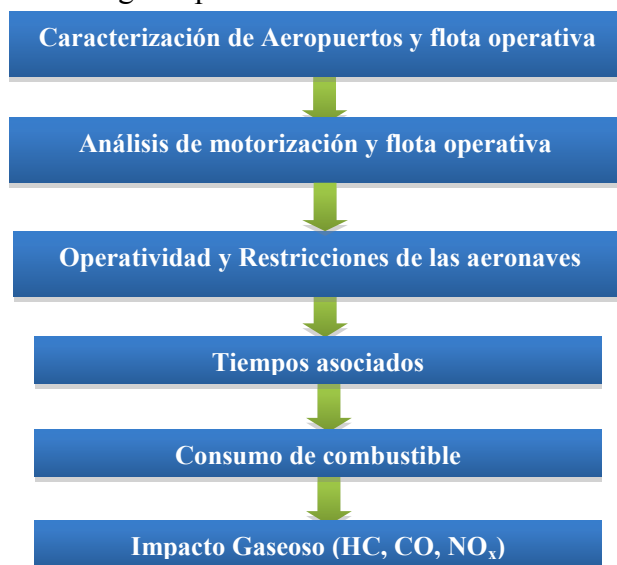 Caracterización de Aeropuertos y flota operativa
Análisis de motorización y flota operativa
Operatividad y Restricciones de las aeronaves
Tiempos asociados
Consumo de combustible
Impacto Gaseoso (HC, CO, NOₓ)